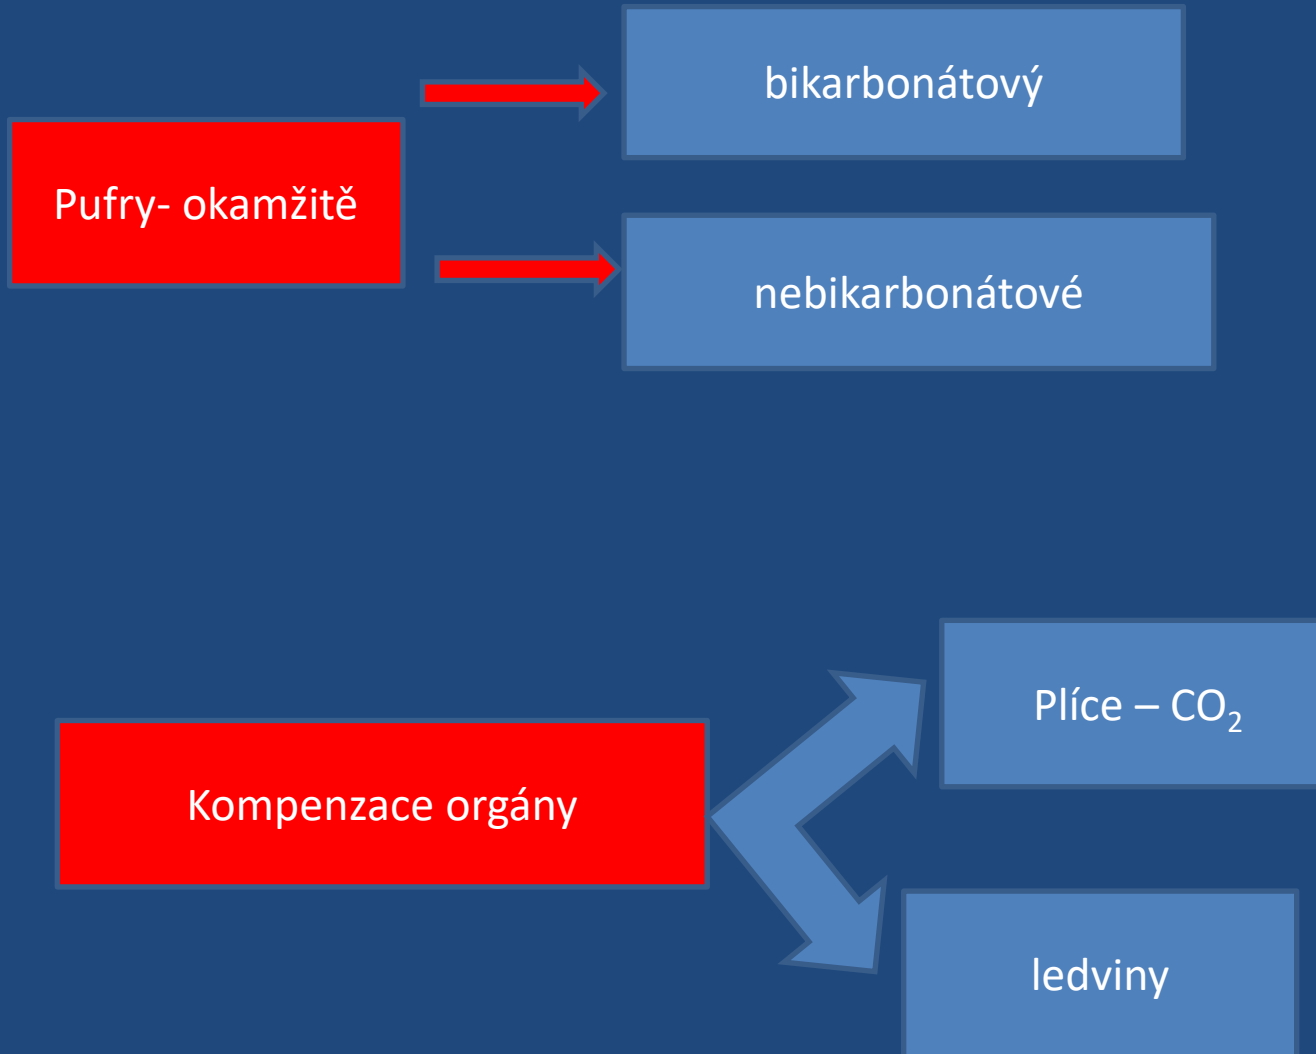 bikarbonátový
Pufry- okamžitě
nebikarbonátové
Plíce – CO₂
Kompenzace orgány
ledviny